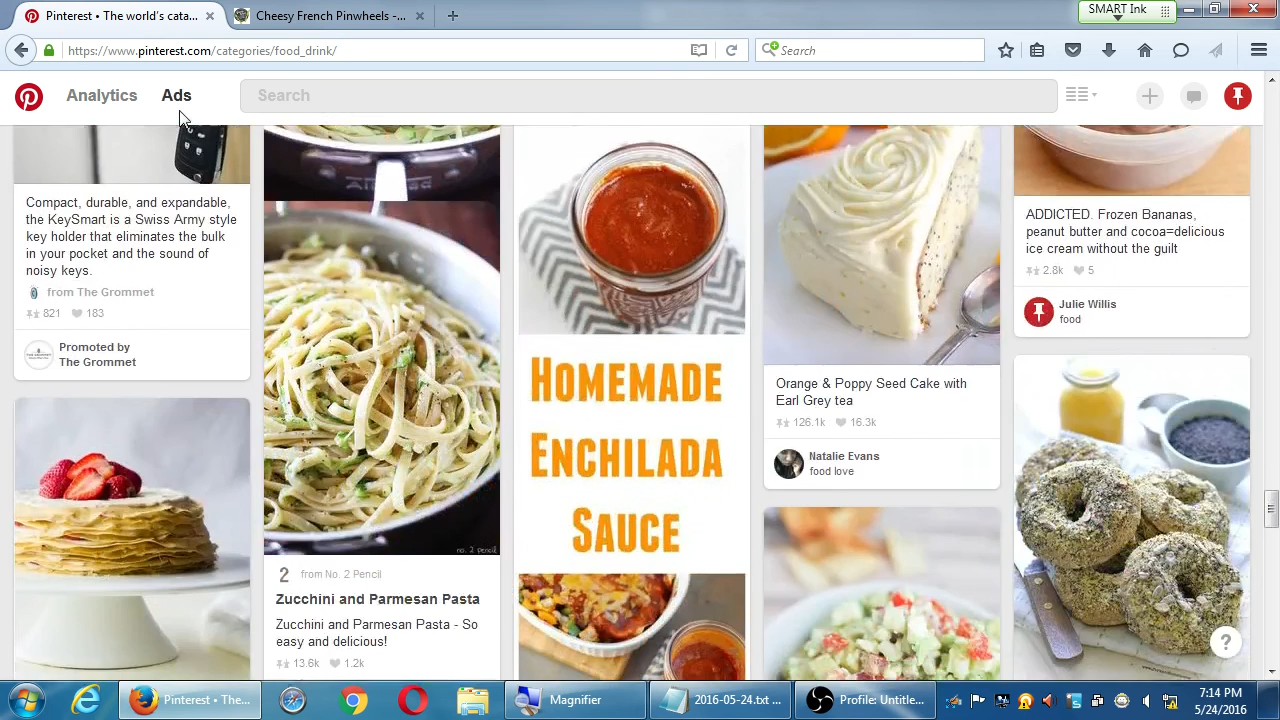 Pinterest • The world's cata...
Cheesy French Pinwheels -...
SMART Ink
https://www.pinterest.com/categories/food_drink/
Search
Analytics
Ads
Search
Compact, durable, and expandable,
the KeySmart is a Swiss Army style
key holder that eliminates the bulk
in your pocket and the sound of
noisy keys.
from The Grommet
821
183
Promoted by
The Grommet
no. 2 pencil
2
from No. 2 Pencil
Zucchini and Parmesan Pasta
Zucchini and Parmesan Pasta - So
easy and delicious!
13.6k
1.2k
HOMEMADE
ENCHILADA
SAUCE
Orange & Poppy Seed Cake with
Earl Grey tea
126.1k
16.3k
Natalie Evans
food love
ADDICTED. Frozen Bananas,
peanut butter and cocoa=delicious
ice cream without the guilt
2.8k
5
Julie Willis
food
?
Pinterest • The...
Magnifier
2016-05-24.txt ...
Profile: Untitle...
7:14 PM
5/24/2016